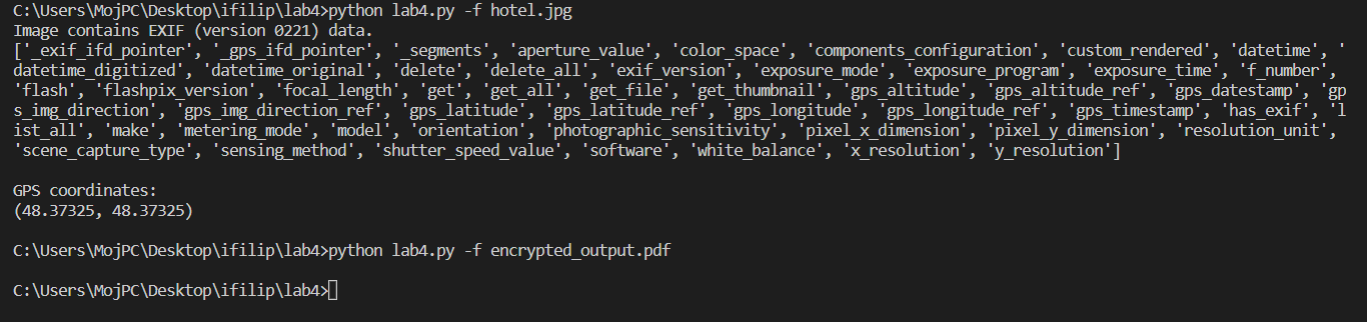 C:\Users\MojPC\Desktop\ifilip\lab4>python lab4.py -f hotel.jpg
Image contains EXIF (version 0221) data.
['_exif_ifd_pointer', '_gps_ifd_pointer', '_segments', 'aperture_value', 'color_space', 'components_configuration', 'custom_rendered', 'datetime', '
datetime_digitized', 'datetime_original', 'delete', 'delete_all', 'exif_version', 'exposure_mode', 'exposure_program', 'exposure_time', 'f_number',
'flash', 'flashpix_version', 'focal_length', 'get', 'get_all', 'get_file', 'get_thumbnail', 'gps_altitude', 'gps_altitude_ref', 'gps_datestamp', 'gp
s_img_direction', 'gps_img_direction_ref', 'gps_latitude', 'gps_latitude_ref', 'gps_longitude', 'gps_longitude_ref', 'gps_timestamp', 'has_exif', 'l
ist_all', 'make', 'metering_mode', 'model', 'orientation', 'photographic_sensitivity', 'pixel_x_dimension', 'pixel_y_dimension', 'resolution_unit',
'scene_capture_type', 'sensing_method', 'shutter_speed_value', 'software', 'white_balance', 'x_resolution', 'y_resolution']
GPS coordinates:
(48.37325, 48.37325)
C:\Users\MojPC\Desktop\ifilip\lab4>python lab4.py -f encrypted_output.pdf
C:\Users\MojPC\Desktop\ifilip\lab4>